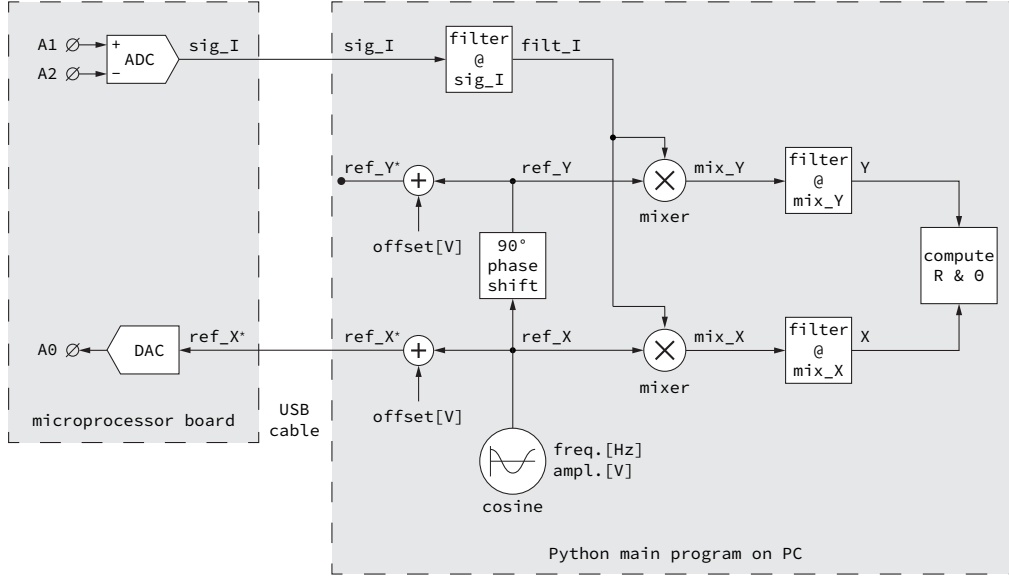 A1
+
ADC
A2
−
sig_I
sig_I
filter
@
sig_I
filt_I
ref_Y*
+
ref_Y
×
mixer
mix_Y
filter
@
mix_Y
Y
offset[V]
90°
phase
shift
compute
R & Θ
A0
DAC
ref_X*
ref_X*
+
ref_X
×
mixer
mix_X
filter
@
mix_X
X
offset[V]
microprocessor board
USB
cable
freq.[Hz]
ampl.[V]
cosine
Python main program on PC